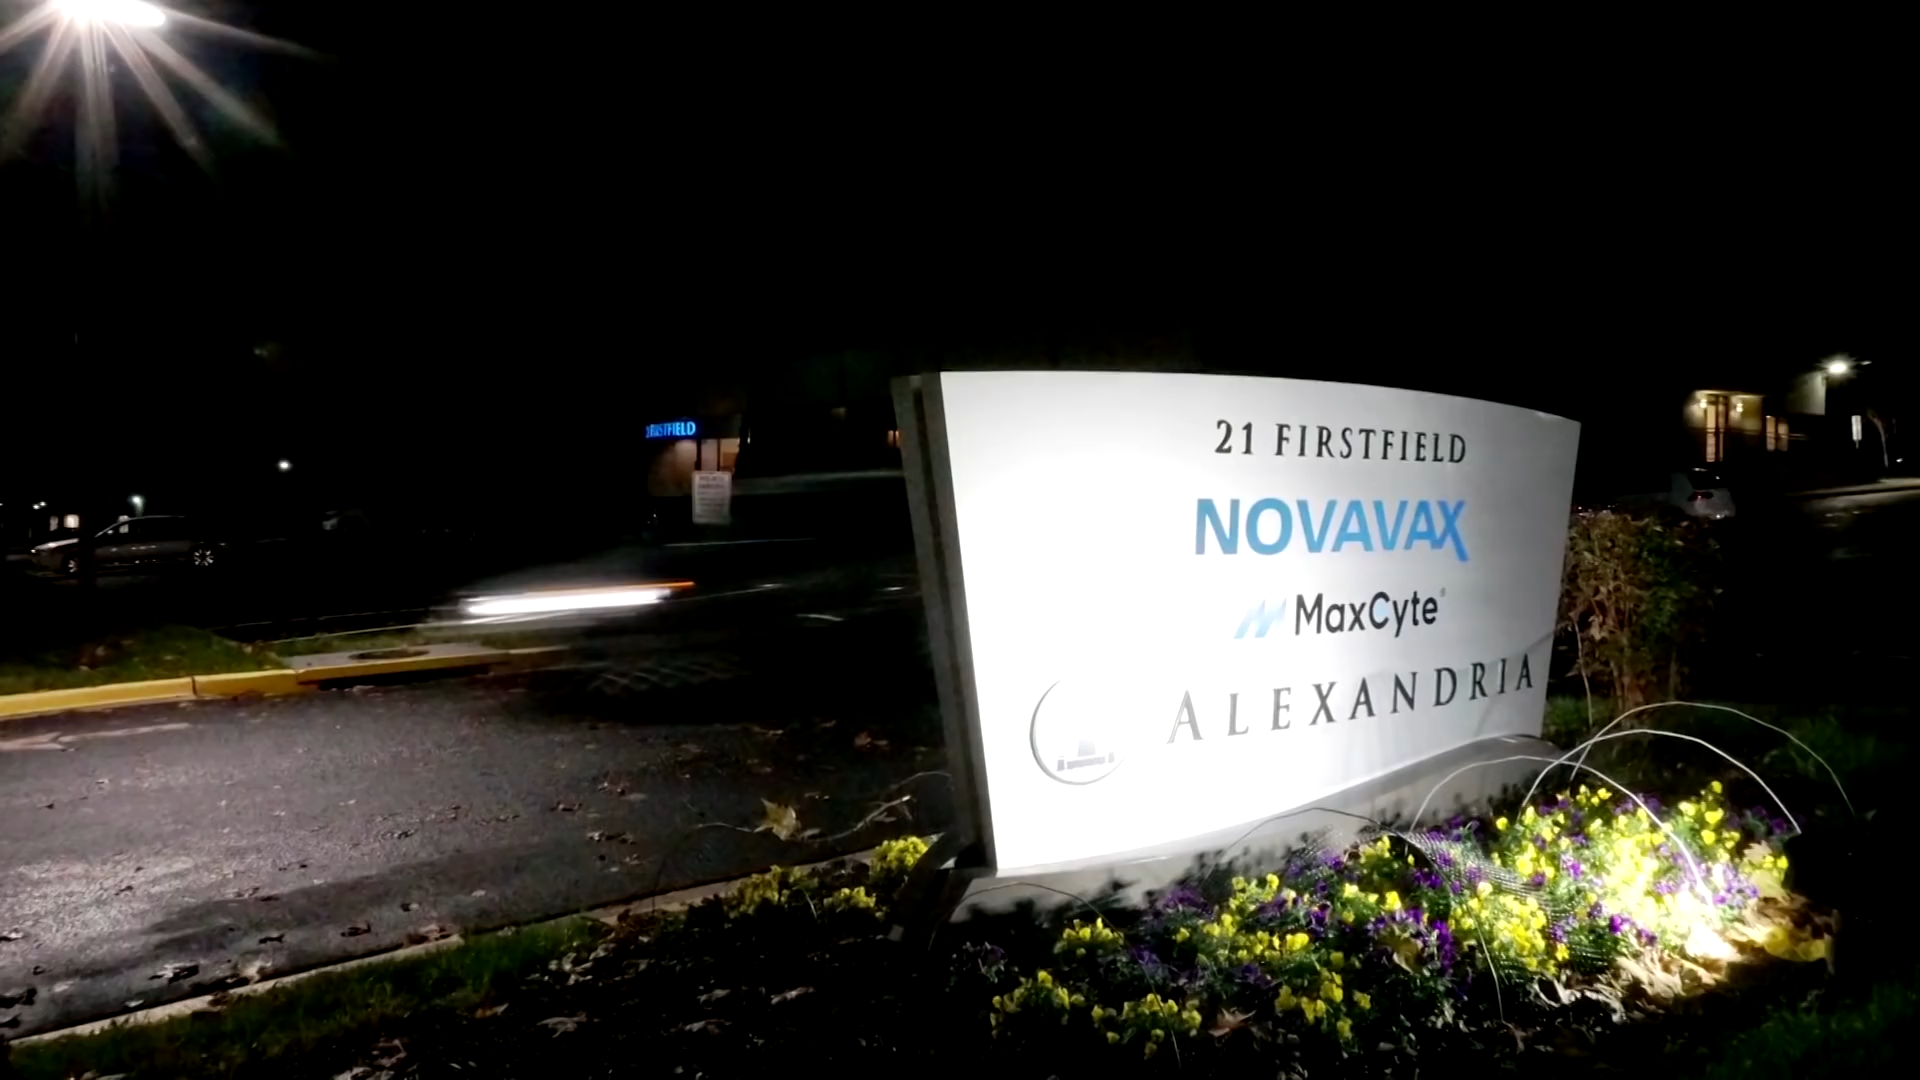 21 FIRSTFIELD
NOVAVAX
MaxCyte®
ALEXANDRIA
FIRSTFIELD